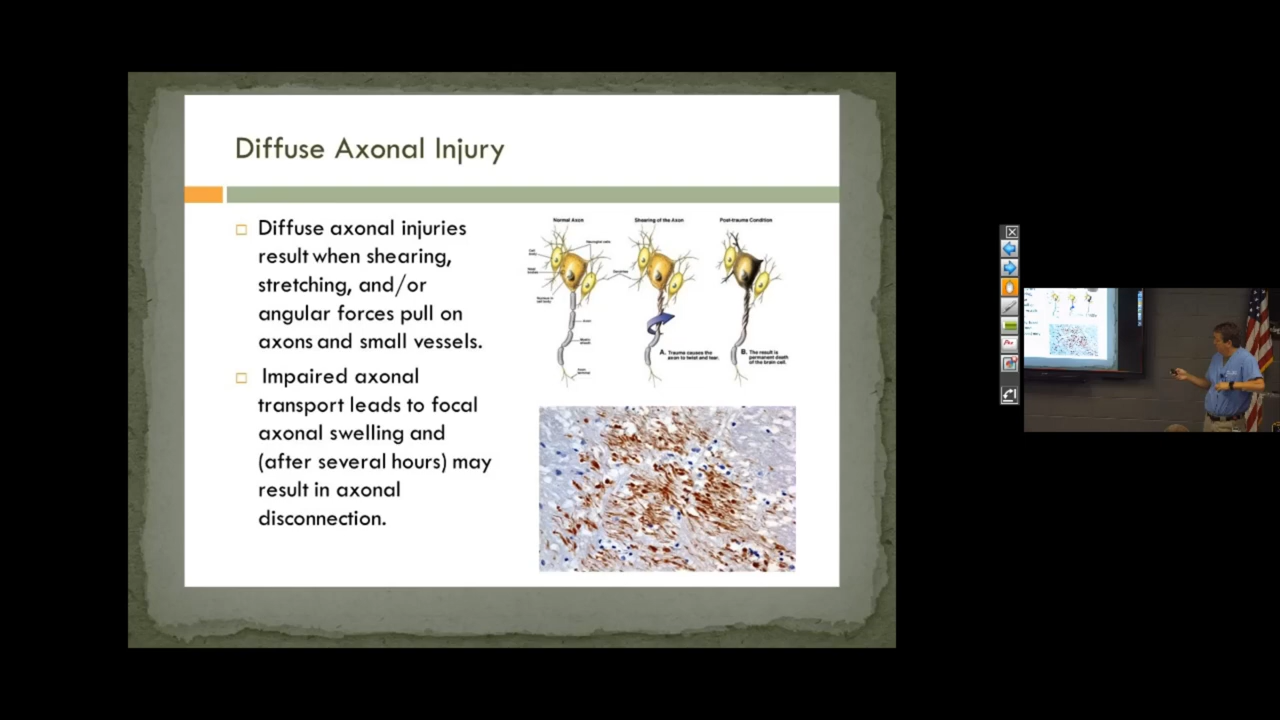 Diffuse Axonal Injury
□ Diffuse axonal injuries
result when shearing,
stretching, and/or
angular forces pull on
axons and small vessels.
□ Impaired axonal
transport leads to focal
axonal swelling and
(after several hours) may
result in axonal
disconnection.
Normal Axon
Shearing of the Axon
Post-trauma Condition
Dendrites
Axon
A. Trauma causes the
axon to twist and tear.
B. The result is
permanent death
of the brain cell.